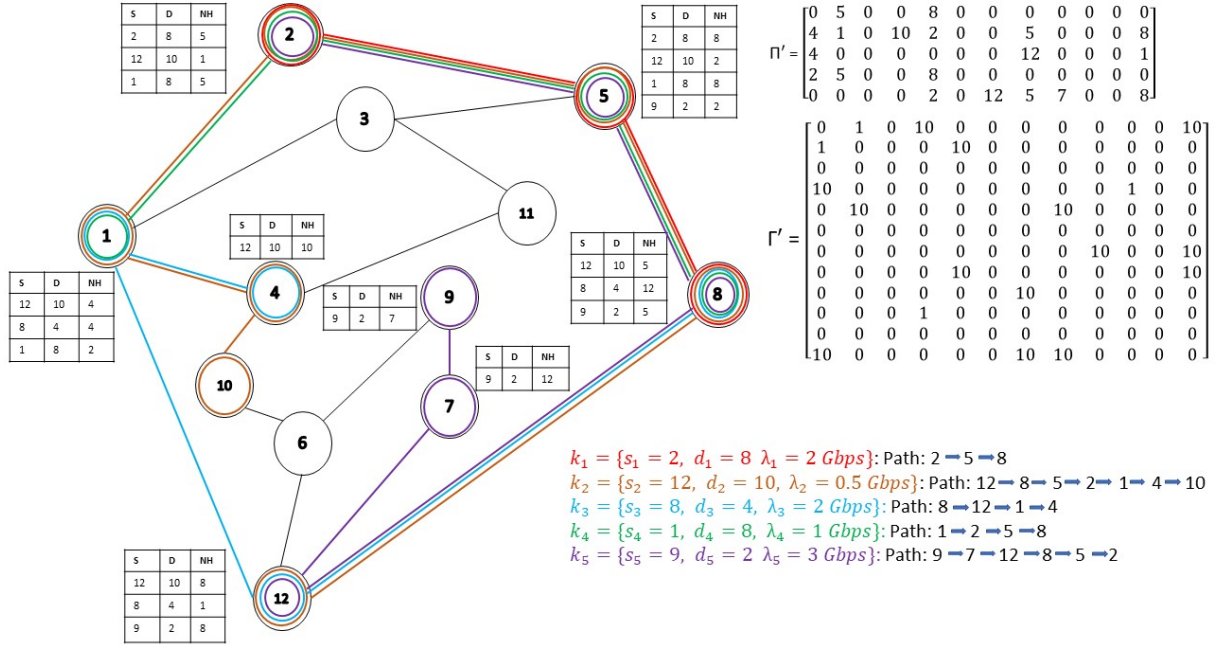 S D NH
2 8 5
12 10 1
1 8 5
2
S D NH
2 8 8
12 10 2
1 8 8
9 2 2
5
3
11
1
S D NH
12 10 4
8 4 4
1 8 2
S D NH
12 10 10
4
S D NH
9 2 7
9
S D NH
12 10 5
8 4 12
9 2 5
8
10
7
S D NH
9 2 12
6
S D NH
12 10 8
8 4 1
9 2 8
12
Π′ =
0 5 0 0 8 0 0 0 0 0 0 0
4 1 0 10 2 0 0 5 0 0 0 8
4 0 0 0 0 0 0 12 0 0 0 1
2 5 0 0 8 0 0 0 0 0 0 0
0 0 0 0 2 0 12 5 7 0 0 8
Γ′ =
0 1 0 10 0 0 0 0 0 0 0 10
1 0 0 0 10 0 0 0 0 0 0 0
0 0 0 0 0 0 0 0 0 0 0 0
10 0 0 0 0 0 0 0 0 1 0 0
0 10 0 0 0 0 0 10 0 0 0 0
0 0 0 0 0 0 0 0 0 0 0 0
0 0 0 0 0 0 0 0 10 0 0 10
0 0 0 0 10 0 0 0 0 0 0 10
0 0 0 0 0 0 10 0 0 0 0 0
0 0 0 1 0 0 0 0 0 0 0 0
0 0 0 0 0 0 0 0 0 0 0 0
10 0 0 0 0 0 10 10 0 0 0 0
k₁ = {s₁ = 2, d₁ = 8 λ₁ = 2 Gbps}: Path: 2 ➡ 5 ➡ 8
k₂ = {s₂ = 12, d₂ = 10, λ₂ = 0.5 Gbps}: Path: 12 ➡ 8 ➡ 5 ➡ 2 ➡ 1 ➡ 4 ➡ 10
k₃ = {s₃ = 8, d₃ = 4, λ₃ = 2 Gbps}: Path: 8 ➡ 12 ➡ 1 ➡ 4
k₄ = {s₄ = 1, d₄ = 8, λ₄ = 1 Gbps}: Path: 1 ➡ 2 ➡ 5 ➡ 8
k₅ = {s₅ = 9, d₅ = 2 λ₅ = 3 Gbps}: Path: 9 ➡ 7 ➡ 12 ➡ 8 ➡ 5 ➡ 2